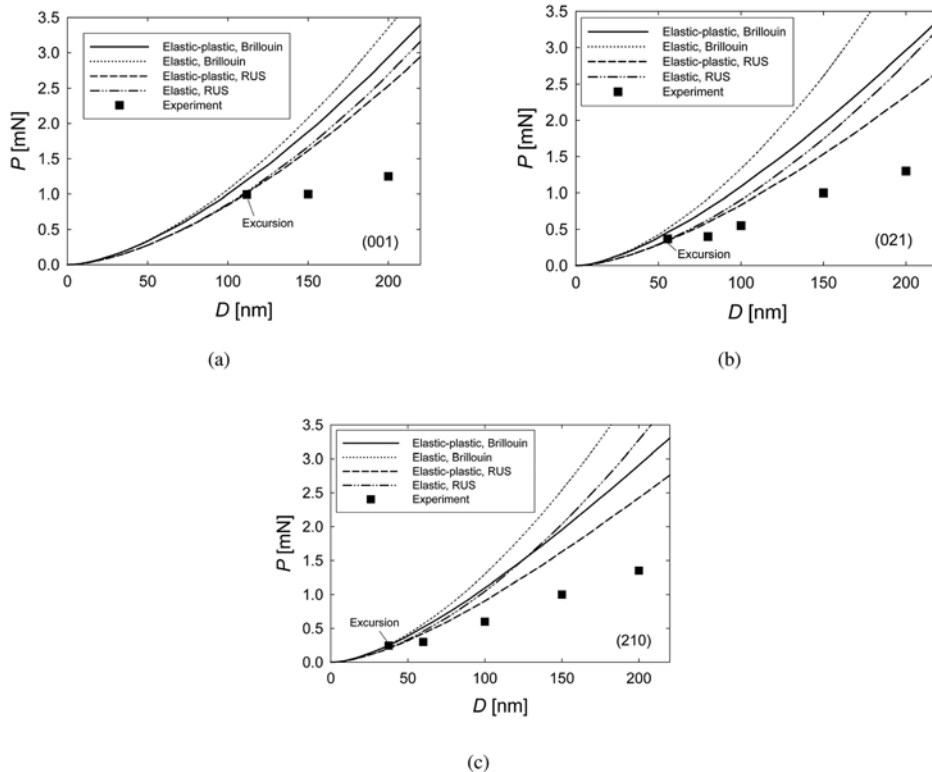 3.5
3.0
2.5
2.0
1.5
1.0
0.5
0.0
P [mN]
Elastic-plastic, Brillouin
Elastic, Brillouin
Elastic-plastic, RUS
Elastic, RUS
Experiment
Excursion
(001)
0 50 100 150 200
D [nm]
(a)
3.5
3.0
2.5
2.0
1.5
1.0
0.5
0.0
P [mN]
Elastic-plastic, Brillouin
Elastic, Brillouin
Elastic-plastic, RUS
Elastic, RUS
Experiment
Excursion
(021)
0 50 100 150 200
D [nm]
(b)
3.5
3.0
2.5
2.0
1.5
1.0
0.5
0.0
P [mN]
Elastic-plastic, Brillouin
Elastic, Brillouin
Elastic-plastic, RUS
Elastic, RUS
Experiment
Excursion
(210)
0 50 100 150 200
D [nm]
(c)